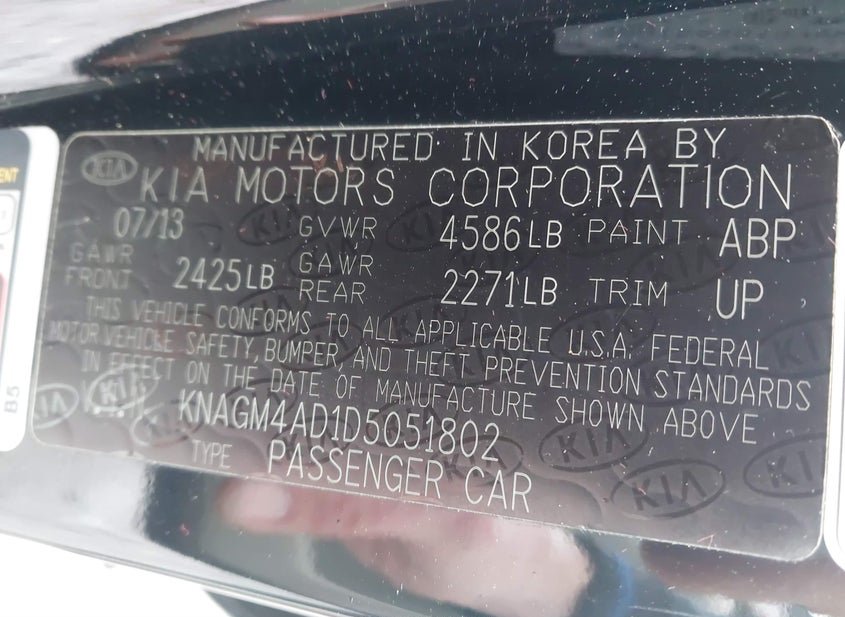 MANUFACTURED IN KOREA BY
KIA KIA MOTORS CORPORATION
07/13 GVWR 4586LB PAINT ABP
GAWR FRONT 2425LB GAWR REAR 2271LB TRIM UP
THIS VEHICLE CONFORMS TO ALL APPLICABLE U.S.A. FEDERAL
MOTOR VEHICLE SAFETY, BUMPER, AND THEFT PREVENTION STANDARDS
IN EFFECT ON THE DATE OF MANUFACTURE SHOWN ABOVE
KNAGM4AD1D5051802
TYPE PASSENGER CAR
B5